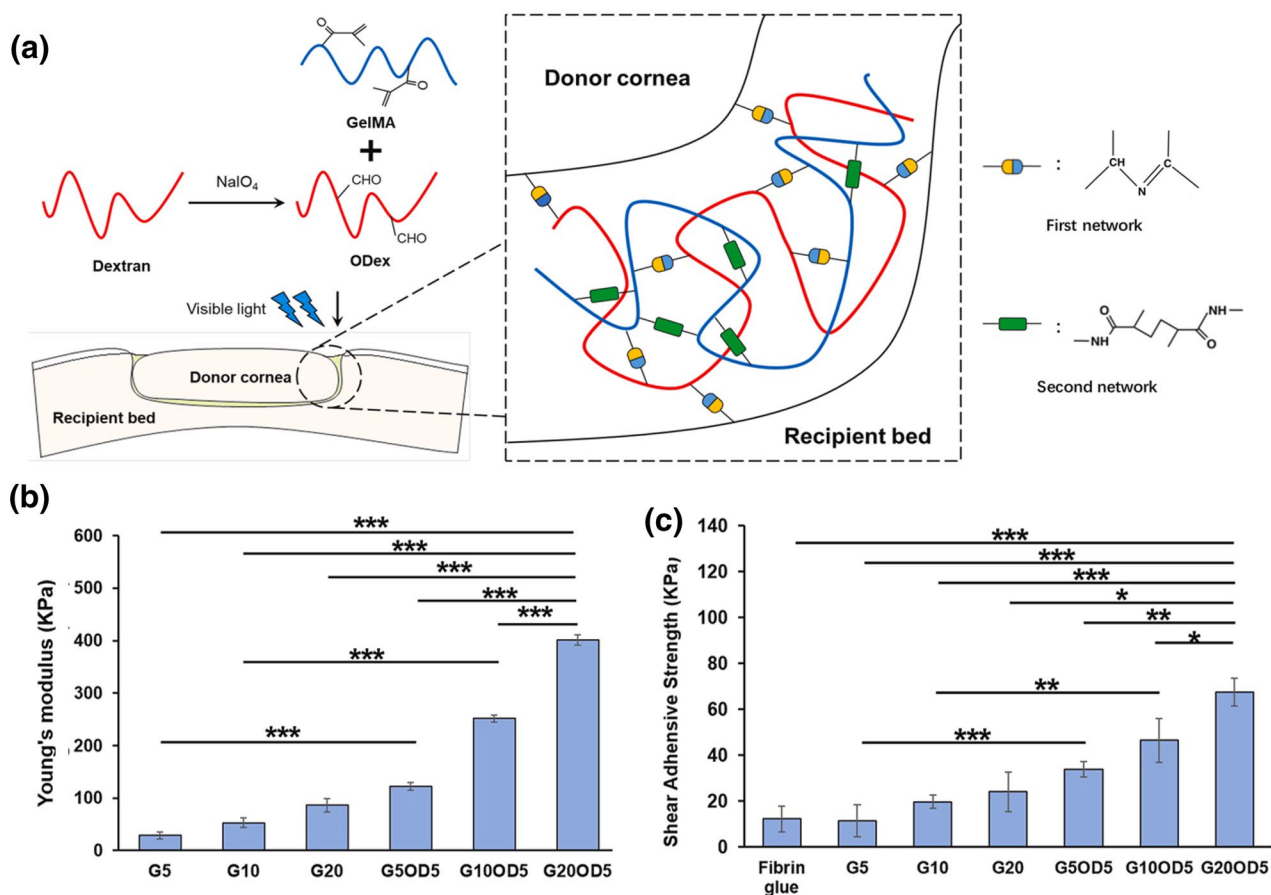 (a)
O
O
GelMA
+
NaIO₄
CHO
CHO
Dextran
ODex
Visible light
Donor cornea
Recipient bed
Donor cornea
Recipient bed
:
CH
C
N
First network
:
O
NH
NH
O
Second network
(b)
Young's modulus (KPa)
600
500
400
300
200
100
0
***
***
***
***
***
***
***
G5
G10
G20
G5OD5
G10OD5
G20OD5
(c)
Shear Adhensive Strength (KPa)
140
120
100
80
60
40
20
0
***
***
***
*
**
*
**
***
Fibrin
glue
G5
G10
G20
G5OD5
G10OD5
G20OD5